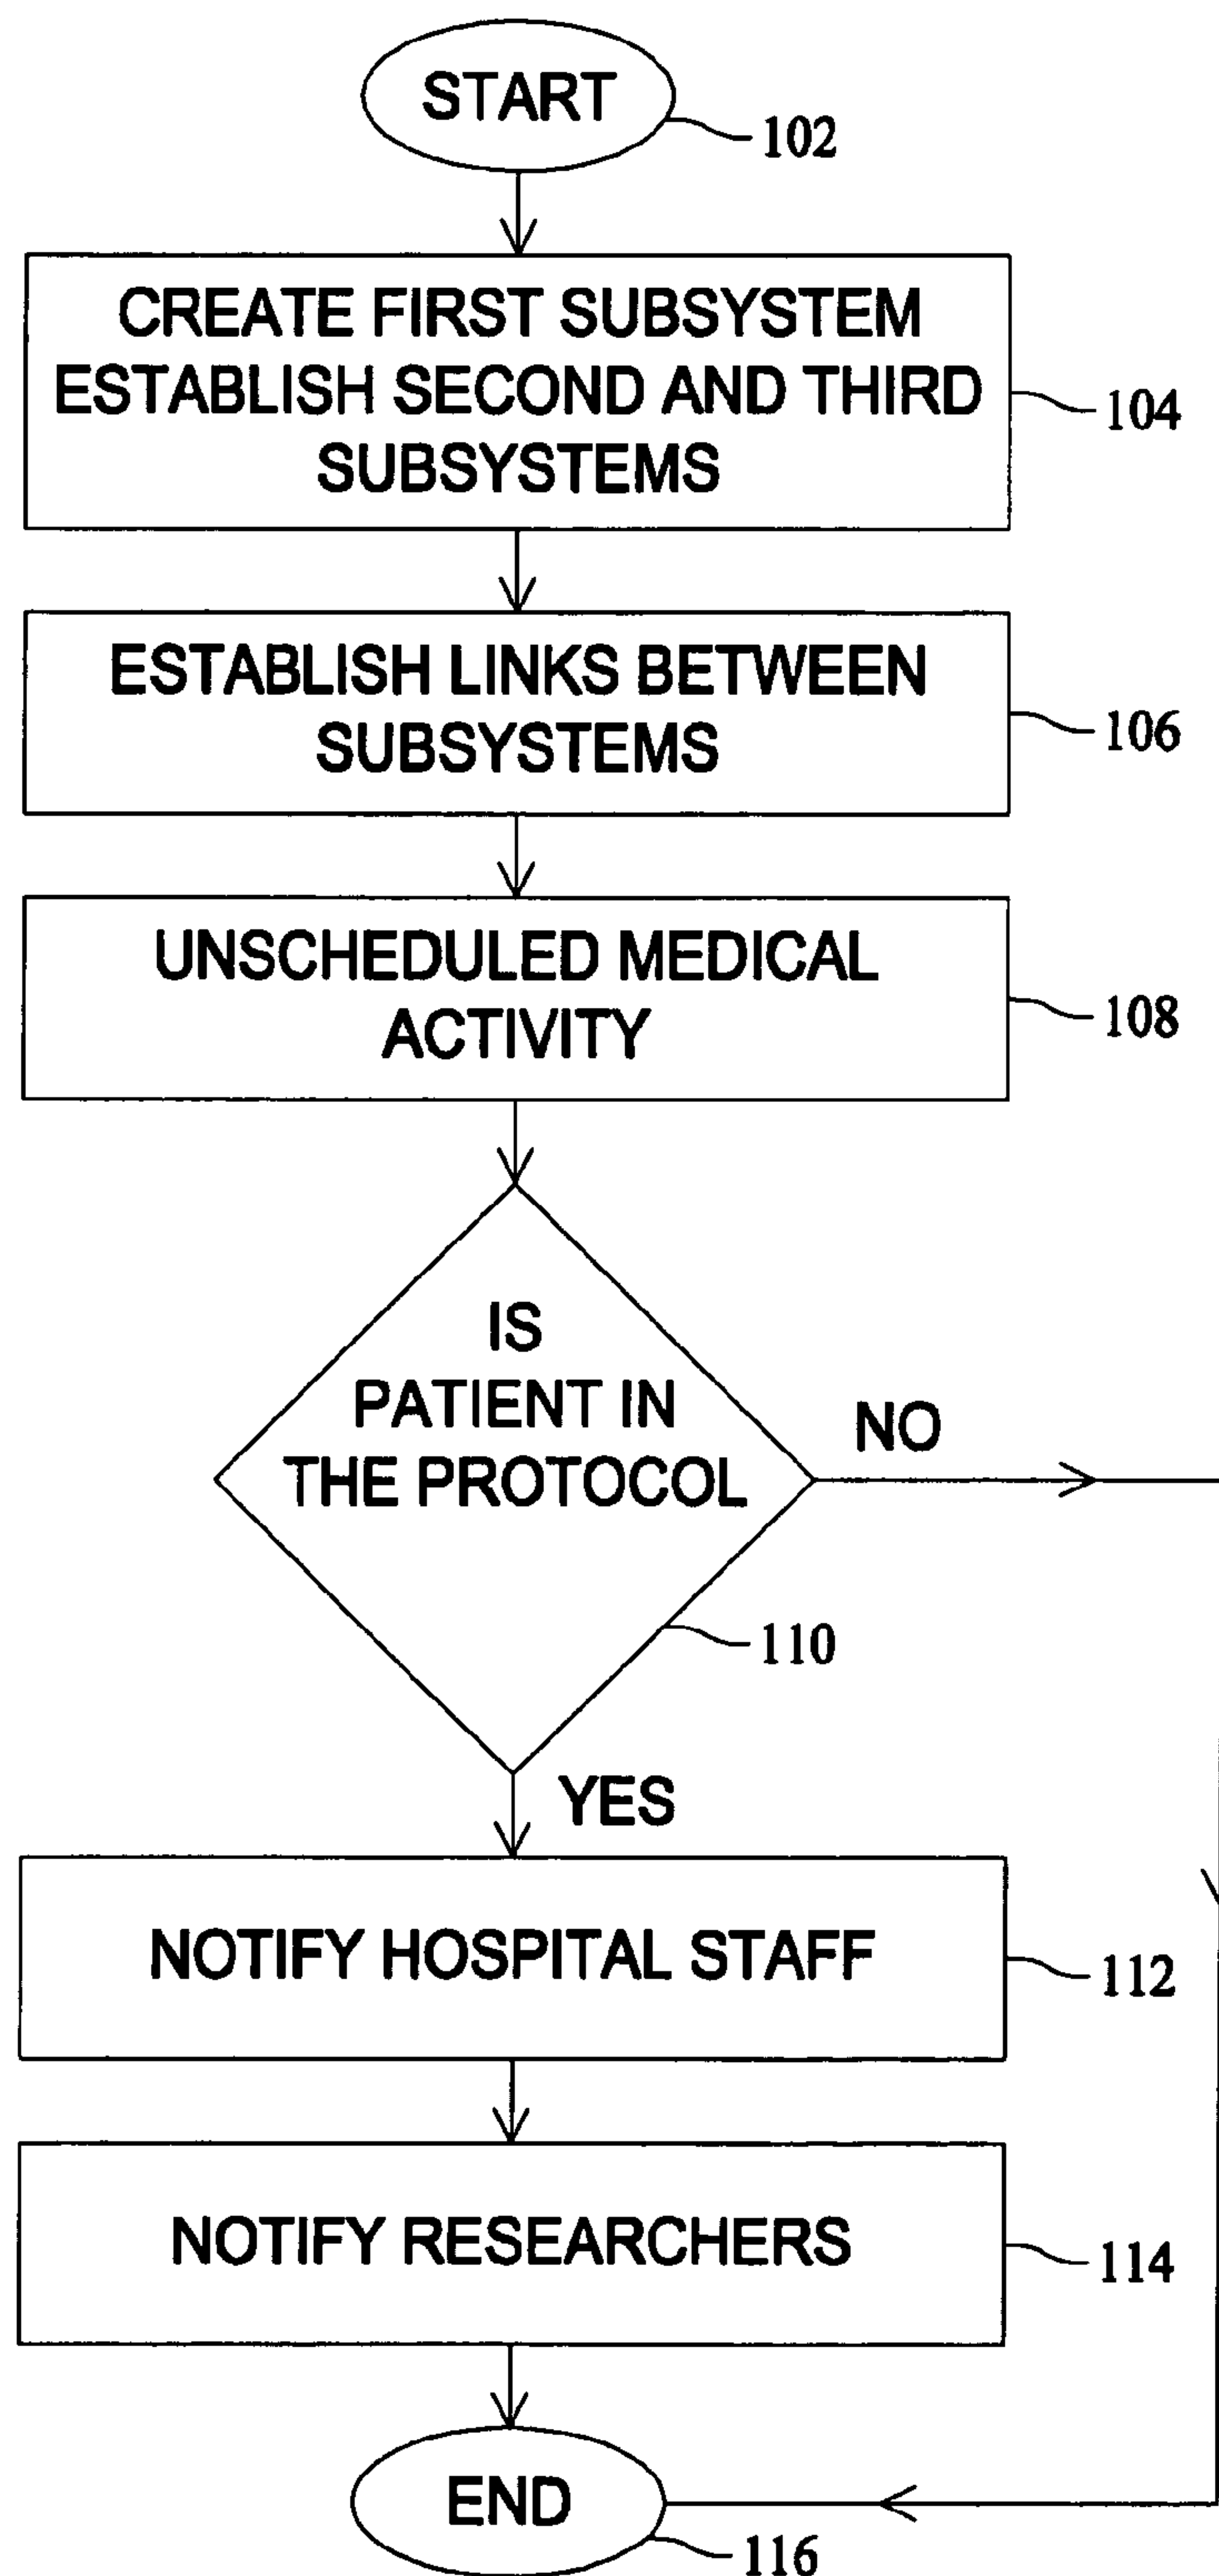 START
102
CREATE FIRST SUBSYSTEM
ESTABLISH SECOND AND THIRD
SUBSYSTEMS
104
ESTABLISH LINKS BETWEEN
SUBSYSTEMS
106
UNSCHEDULED MEDICAL
ACTIVITY
108
IS
PATIENT IN
THE PROTOCOL
NO
110
YES
NOTIFY HOSPITAL STAFF
112
NOTIFY RESEARCHERS
114
END
116